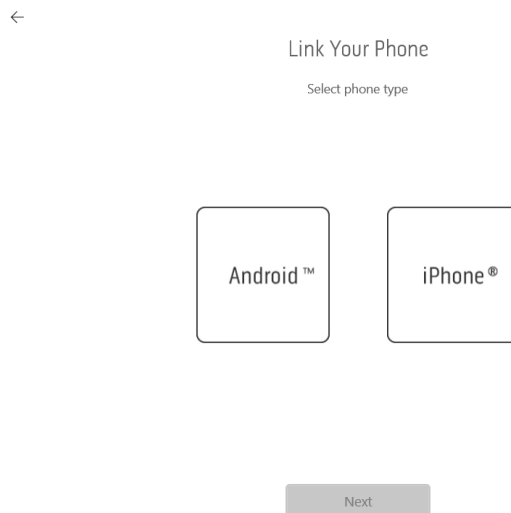 Link Your Phone
Select phone type
Android™
iPhone®
Next